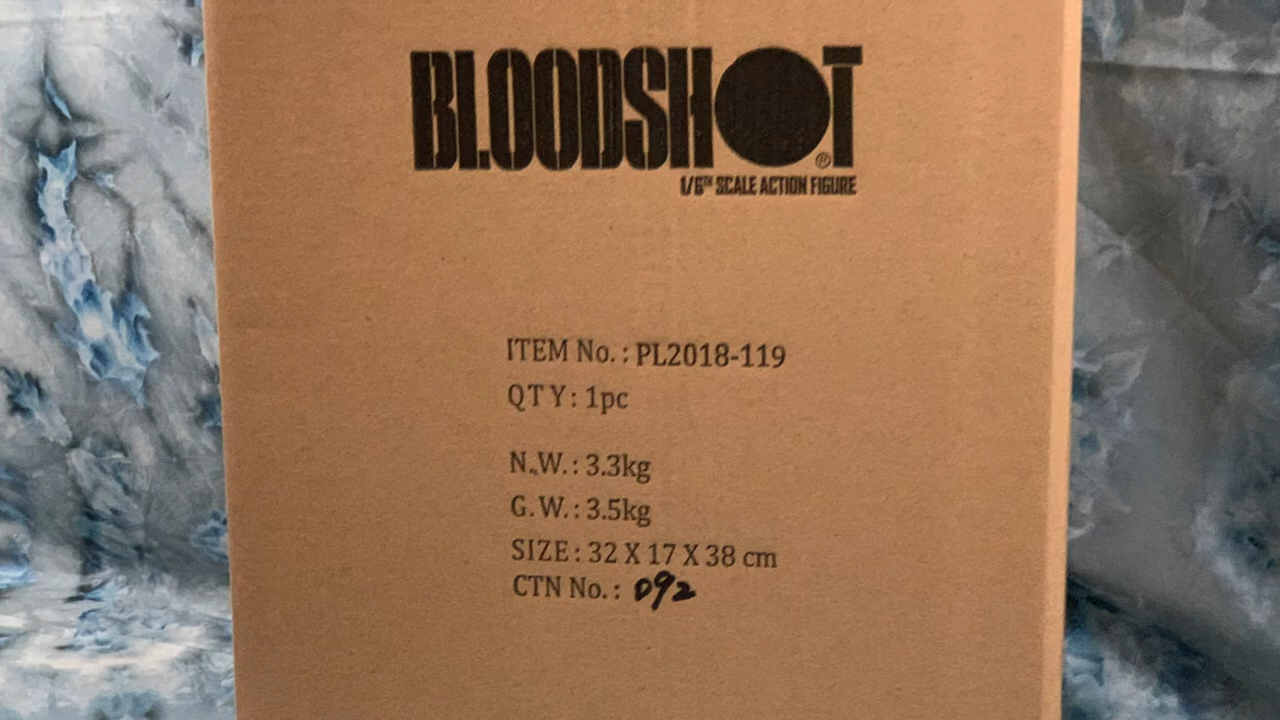 BLOODSHOT®
1/6TH SCALE ACTION FIGURE
ITEM No. : PL2018-119
QTY: 1pc
N.W.: 3.3kg
G.W.: 3.5kg
SIZE: 32 X 17 X 38 cm
CTN No.: 092